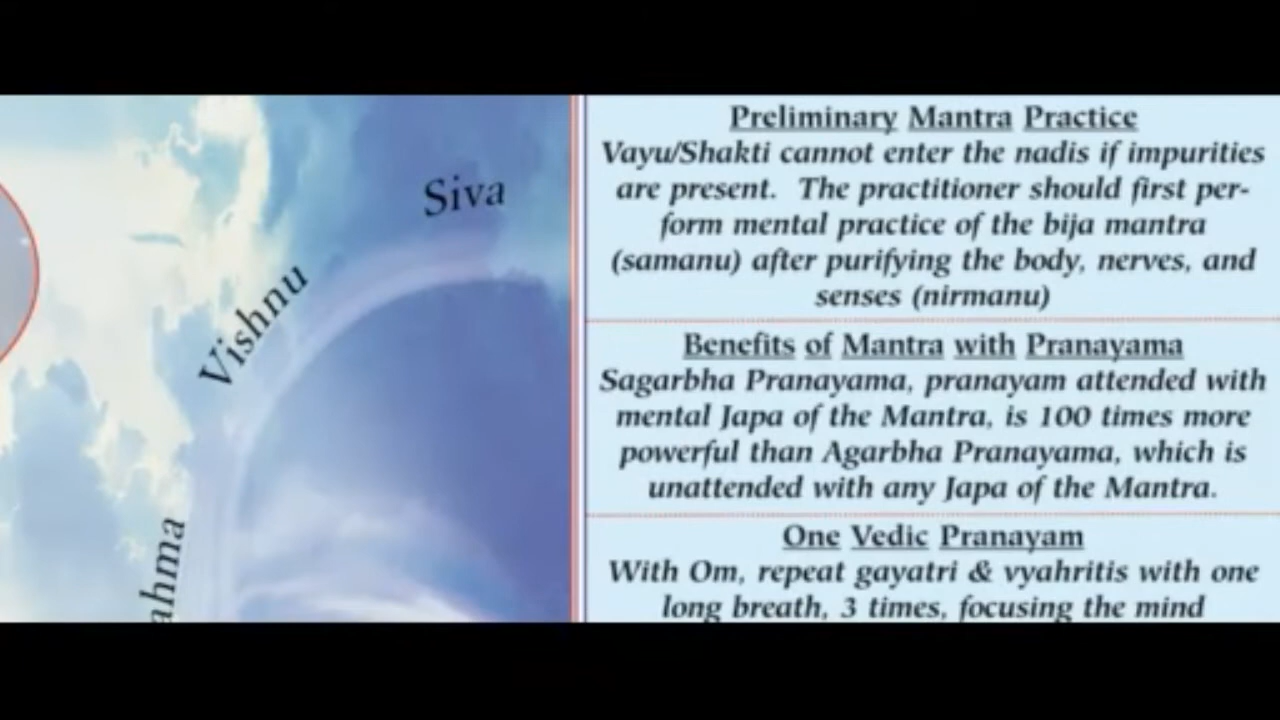 Siva
Vishnu
ahma
Preliminary Mantra Practice
Vayu/Shakti cannot enter the nadis if impurities
are present. The practitioner should first per-
form mental practice of the bija mantra
(samanu) after purifying the body, nerves, and
senses (nirmanu)
Benefits of Mantra with Pranayama
Sagarbha Pranayama, pranayam attended with
mental Japa of the Mantra, is 100 times more
powerful than Agarbha Pranayama, which is
unattended with any Japa of the Mantra.
One Vedic Pranayam
With Om, repeat gayatri & vyahritis with one
long breath, 3 times, focusing the mind